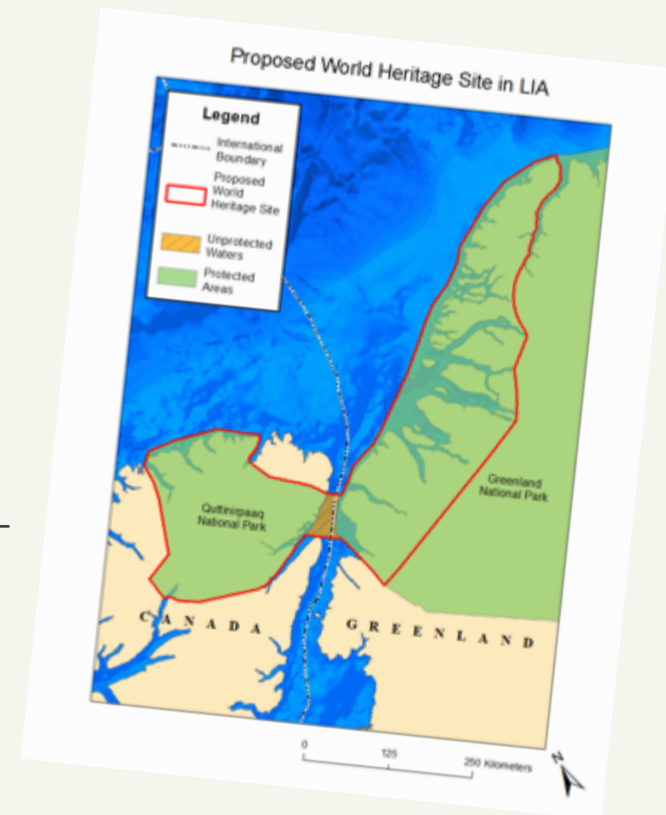 Proposed World Heritage Site in LIA
Legend
International
Boundary
Proposed
World
Heritage Site
Unprotected
Waters
Protected
Areas
Greenland
National Park
Quttinirpaaq
National Park
CANADA
GREENLAND
0
125
250 Kilometers
N